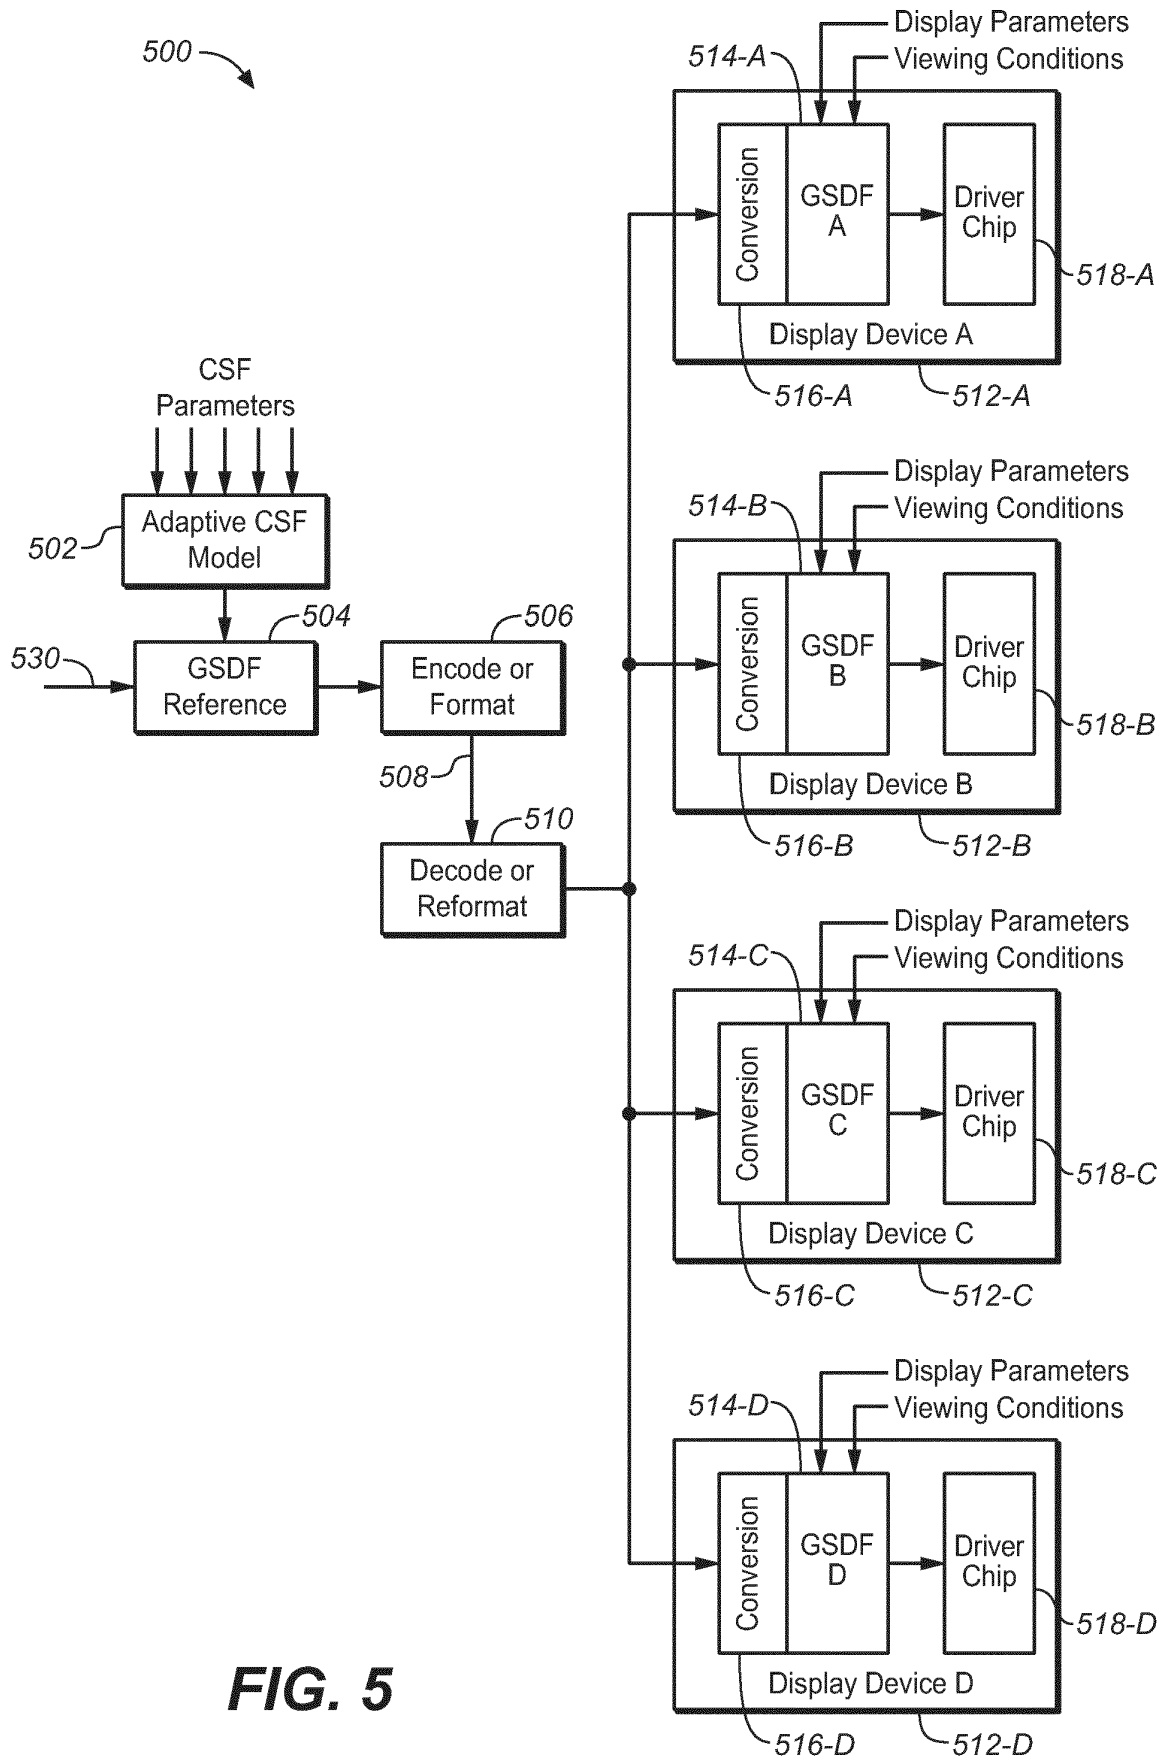 500
Display Parameters
Viewing Conditions
514-A
Conversion
GSDF
A
Driver
Chip
518-A
Display Device A
516-A
512-A
CSF
Parameters
Adaptive CSF
Model
502
504
GSDF
Reference
530
506
Encode or
Format
508
510
Decode or
Reformat
Display Parameters
Viewing Conditions
514-B
Conversion
GSDF
B
Driver
Chip
518-B
Display Device B
516-B
512-B
Display Parameters
Viewing Conditions
514-C
Conversion
GSDF
C
Driver
Chip
518-C
Display Device C
516-C
512-C
Display Parameters
Viewing Conditions
514-D
Conversion
GSDF
D
Driver
Chip
518-D
Display Device D
516-D
512-D
FIG. 5